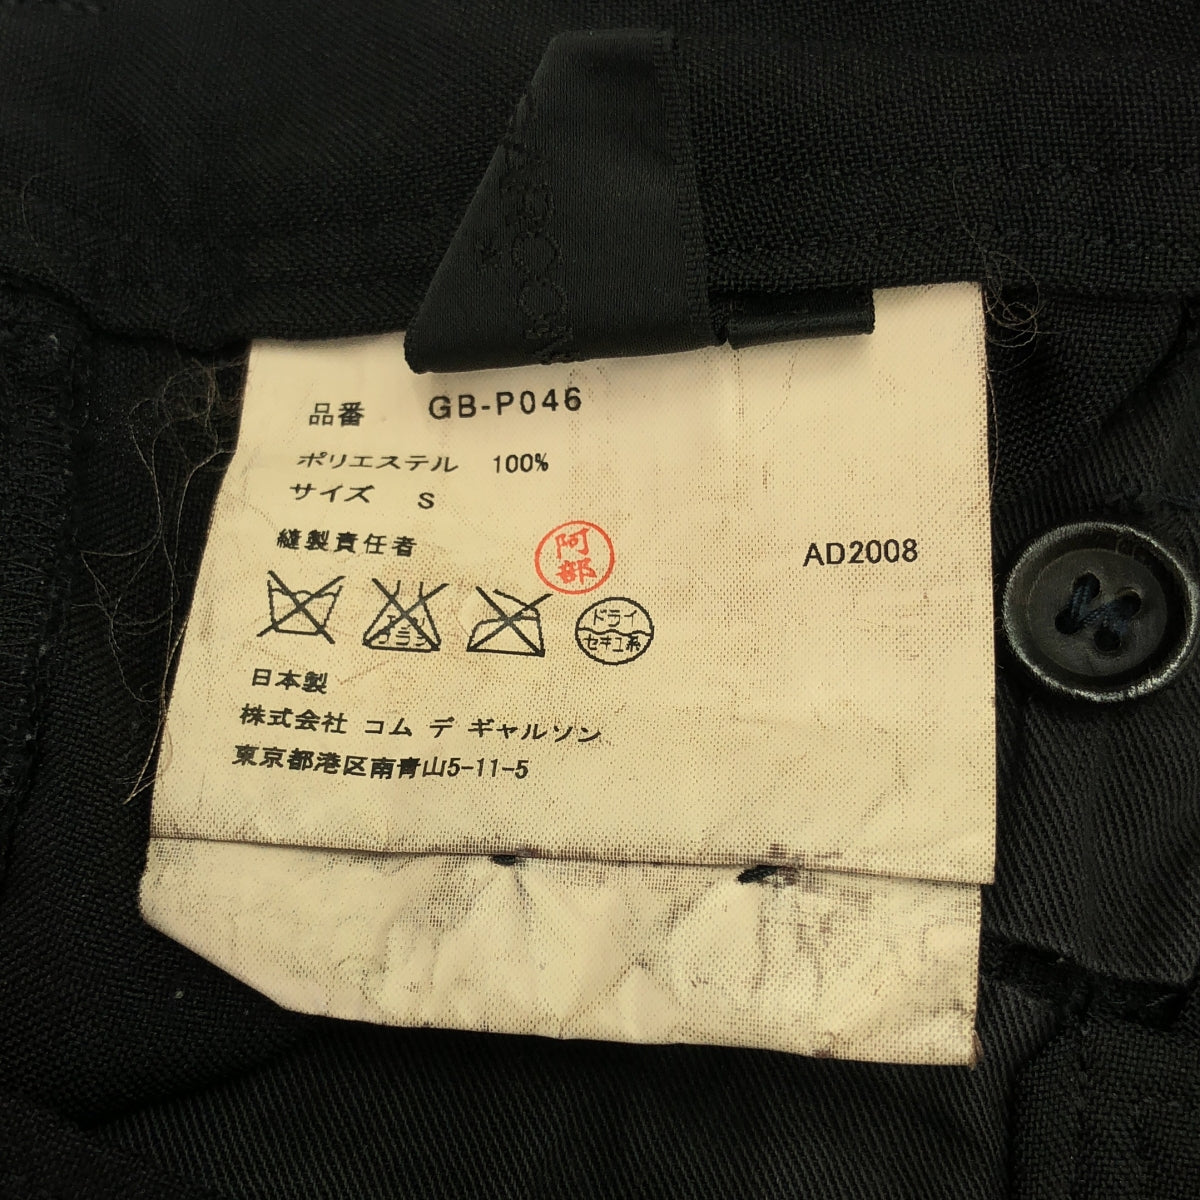 品番 GB-P046
ポリエステル 100%
サイズ S
縫製責任者 阿部
AD2008
ドライ
セキユ系
日本製
株式会社 コム デ ギャルソン
東京都港区南青山5-11-5